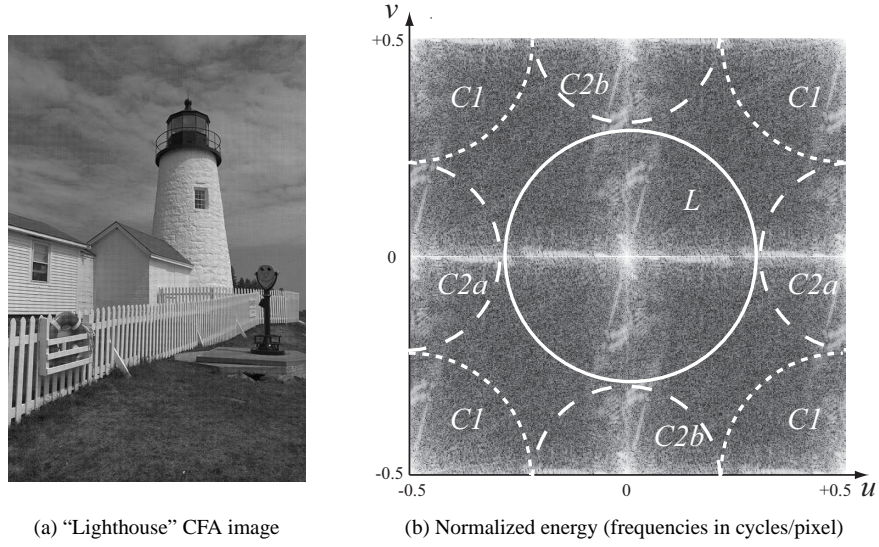 v
+0.5
C1
C2b
C1
L
0
C2a
C2a
C1
C2b
C1
-0.5
-0.5
0
+0.5
u
(a) “Lighthouse” CFA image
(b) Normalized energy (frequencies in cycles/pixel)